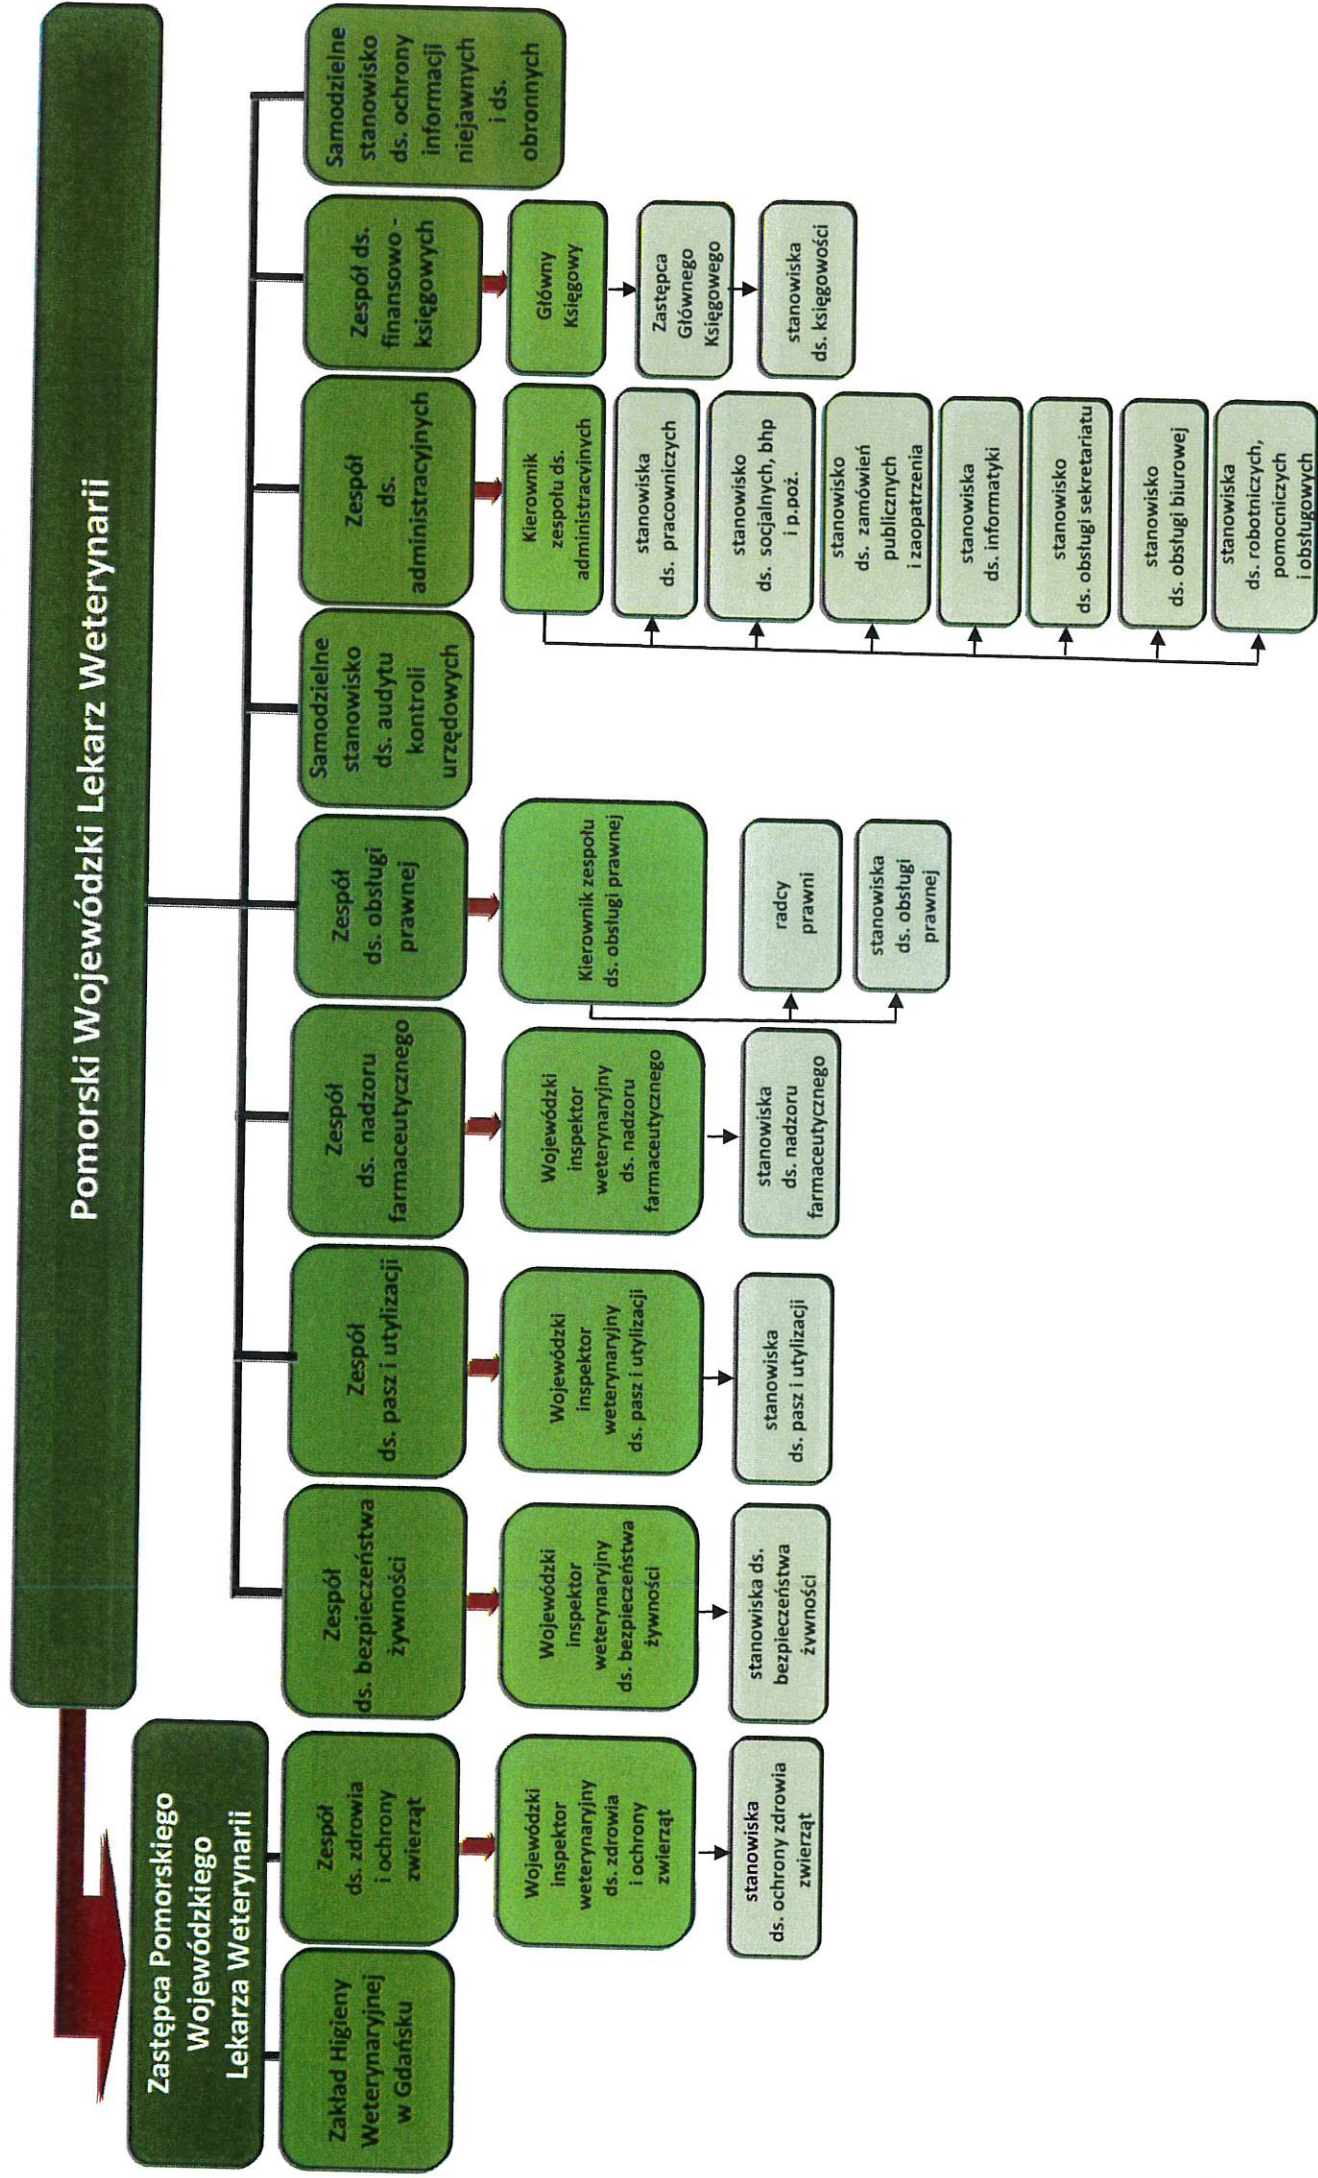 Pomorski Wojewódzki Lekarz Weterynarii
Zastępca Pomorskiego
Wojewódzkiego
Lekarza Weterynarii
Zakład Higieny
Weterynaryjnej
w Gdańsku
Zespół
ds. zdrowia
i ochrony
zwierząt
Wojewódzki
inspektor
weterynaryjny
ds. zdrowia
i ochrony
zwierząt
stanowiska
ds. ochrony zdrowia
zwierząt
Zespół
ds. bezpieczeństwa
żywności
Wojewódzki
inspektor
weterynaryjny
ds. bezpieczeństwa
żywności
stanowiska ds.
bezpieczeństwa
żywności
Zespół
ds. pasz i utylizacji
Wojewódzki
inspektor
weterynaryjny
ds. pasz i utylizacji
stanowiska
ds. pasz i utylizacji
Zespół
ds. nadzoru
farmaceutycznego
Wojewódzki
inspektor
weterynaryjny
ds. nadzoru
farmaceutycznego
stanowiska
ds. nadzoru
farmaceutycznego
Zespół
ds. obsługi
prawnej
Kierownik zespołu
ds. obsługi prawnej
radcy
prawni
stanowiska
ds. obsługi
prawnej
Samodzielne
stanowisko
ds. audytu
kontroli
urzędowych
Zespół
ds.
administracyjnych
Kierownik
zespołu ds.
administracyjnych
stanowiska
ds. pracowniczych
stanowisko
ds. socjalnych, bhp
i p.poż.
stanowisko
ds. zamówień
publicznych
i zaopatrzenia
stanowiska
ds. informatyki
stanowisko
ds. obsługi sekretariatu
stanowisko
ds. obsługi biurowej
stanowiska
ds. robotniczych,
pomocniczych
i obsługowych
Zespół ds.
finansowo -
księgowych
Główny
Księgowy
Zastępca
Głównego
Księgowego
stanowiska
ds. księgowości
Samodzielne
stanowisko
ds. ochrony
informacji
niejawnych
i ds.
obronnych